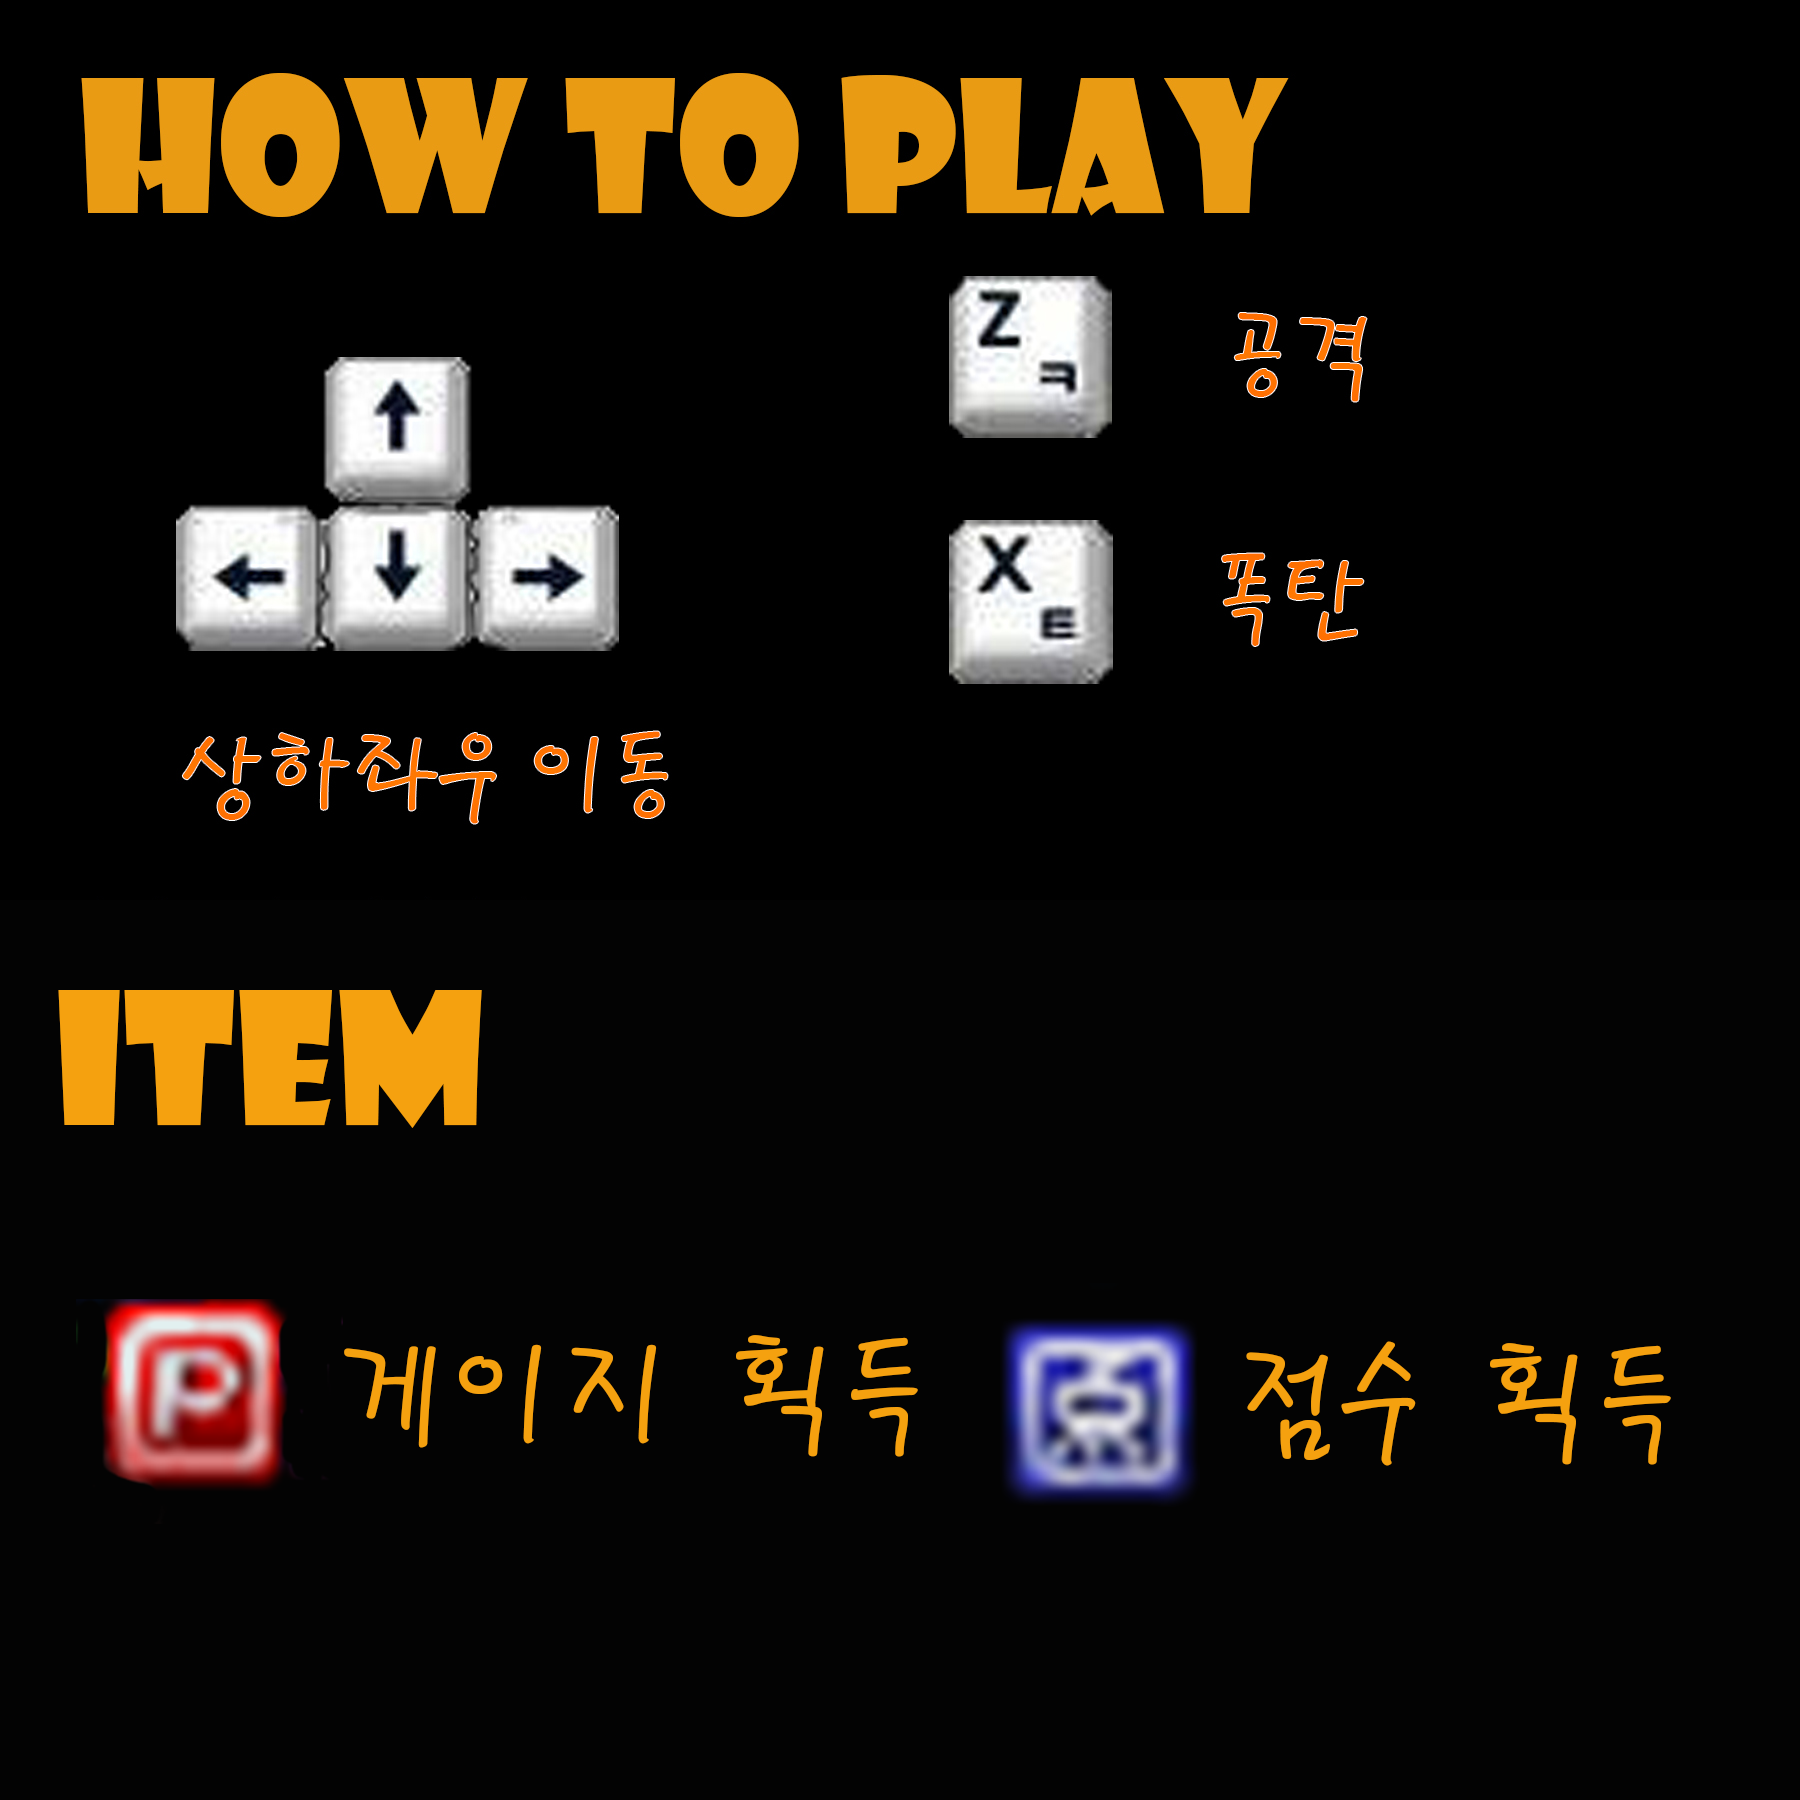 HOW TO PLAY
Z ㅋ 공격
X ㅌ 폭탄
상하좌우 이동
ITEM
P 게이지 획득 点 점수 획득